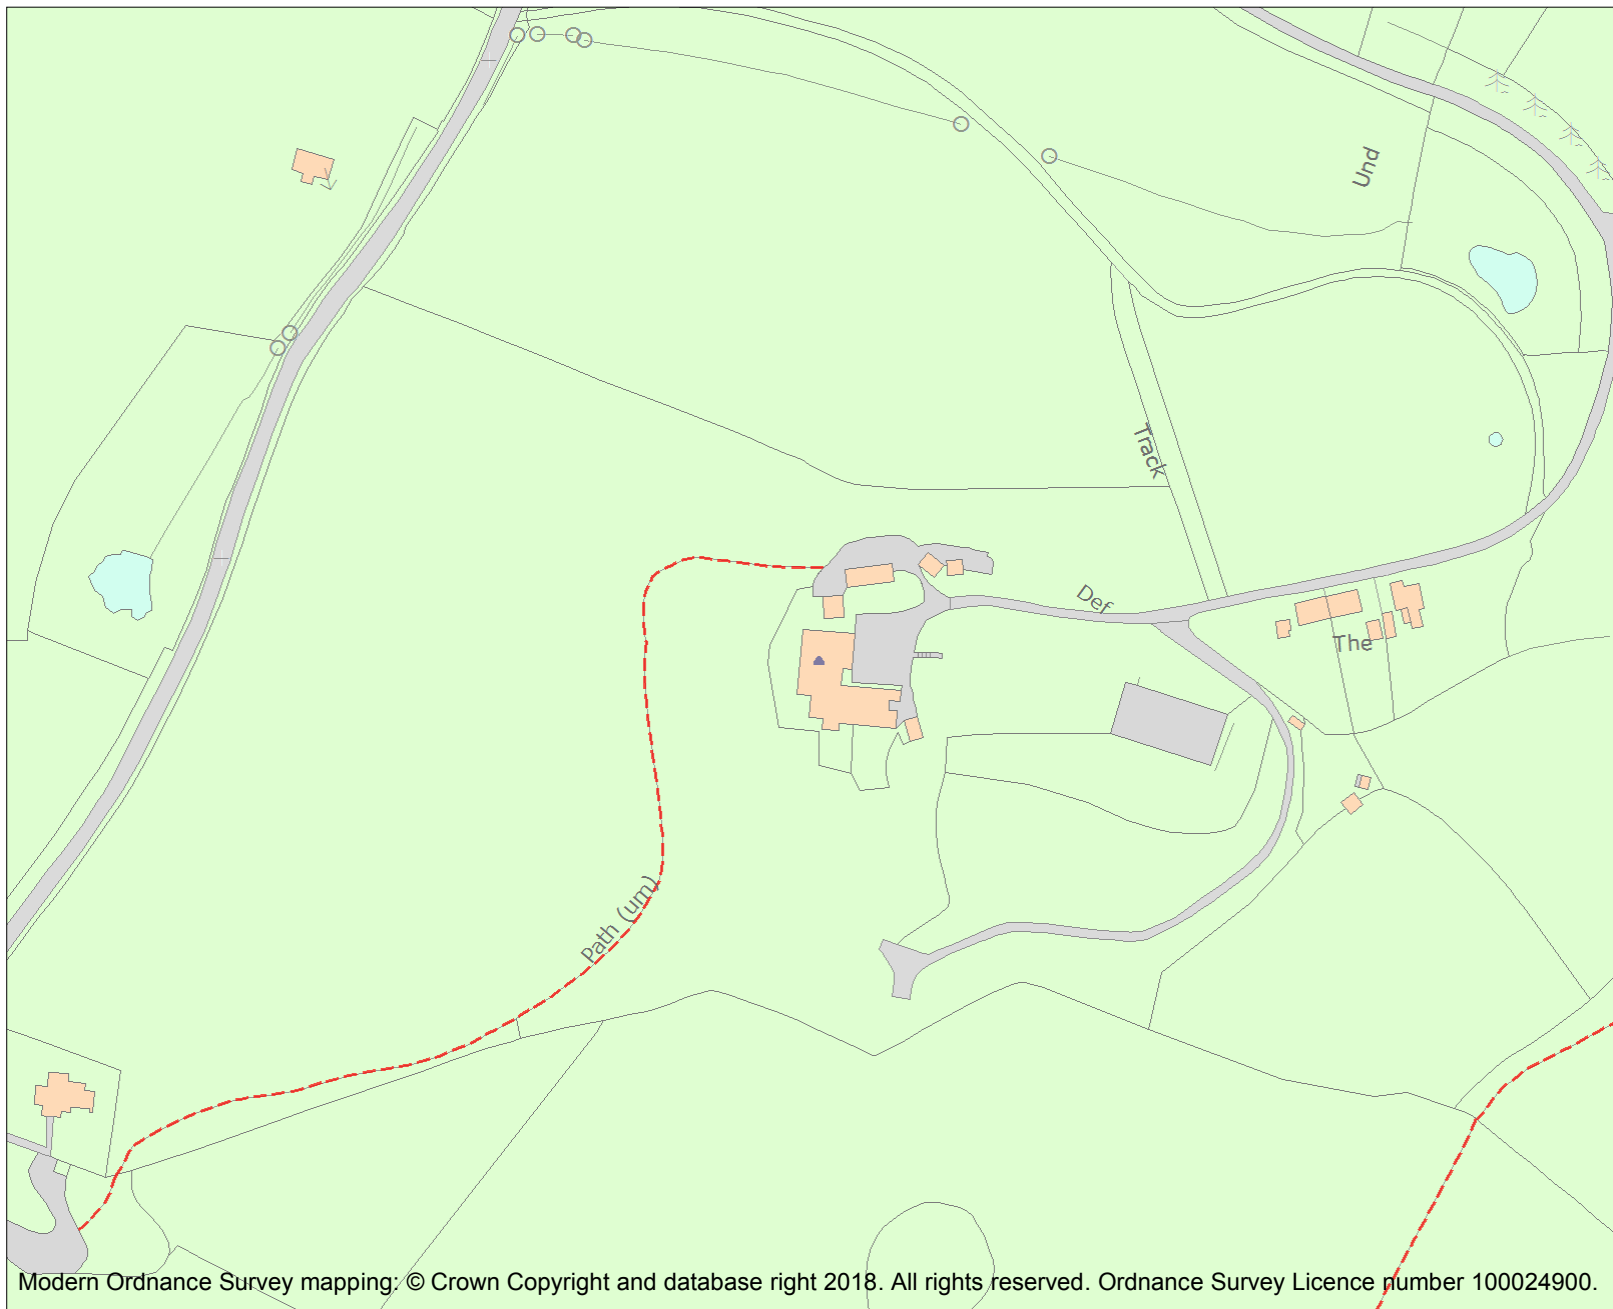 Und
Track
Def
The
Path (um)
Modern Ordnance Survey mapping: © Crown Copyright and database right 2018. All rights reserved. Ordnance Survey Licence number 100024900.